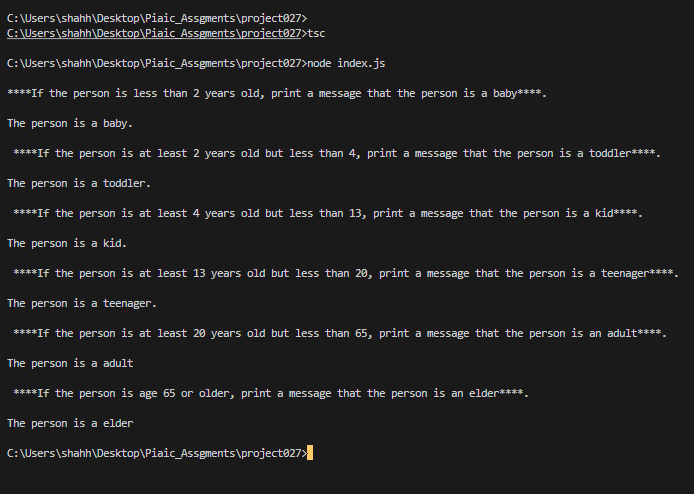 C:\Users\shahh\Desktop\Piaic_Assgments\project027>
C:\Users\shahh\Desktop\Piaic_Assgments\project027>tsc
C:\Users\shahh\Desktop\Piaic_Assgments\project027>node index.js
****If the person is less than 2 years old, print a message that the person is a baby****.
The person is a baby.
****If the person is at least 2 years old but less than 4, print a message that the person is a toddler****.
The person is a toddler.
****If the person is at least 4 years old but less than 13, print a message that the person is a kid****.
The person is a kid.
****If the person is at least 13 years old but less than 20, print a message that the person is a teenager****.
The person is a teenager.
****If the person is at least 20 years old but less than 65, print a message that the person is an adult****.
The person is a adult
****If the person is age 65 or older, print a message that the person is an elder****.
The person is a elder
C:\Users\shahh\Desktop\Piaic_Assgments\project027>